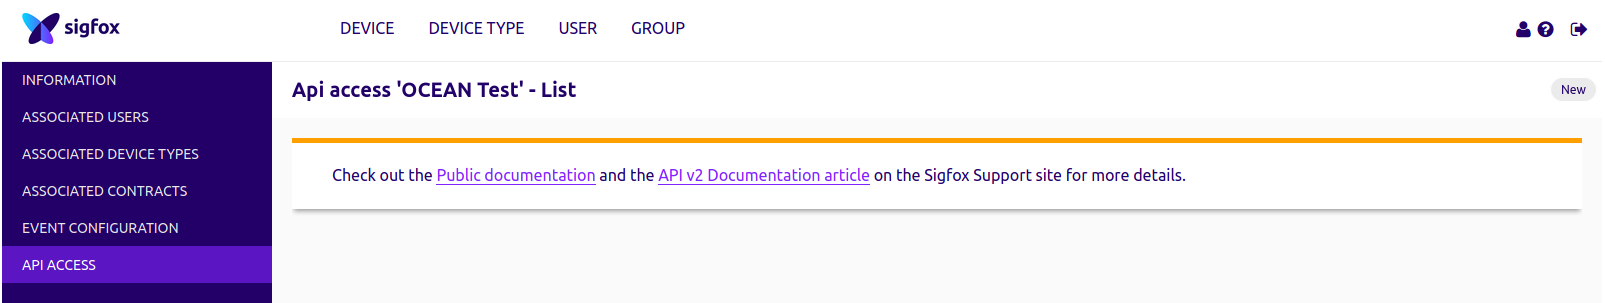 sigfox
DEVICE DEVICE TYPE USER GROUP
INFORMATION
ASSOCIATED USERS
ASSOCIATED DEVICE TYPES
ASSOCIATED CONTRACTS
EVENT CONFIGURATION
API ACCESS
Api access 'OCEAN Test' - List
New
Check out the Public documentation and the API v2 Documentation article on the Sigfox Support site for more details.